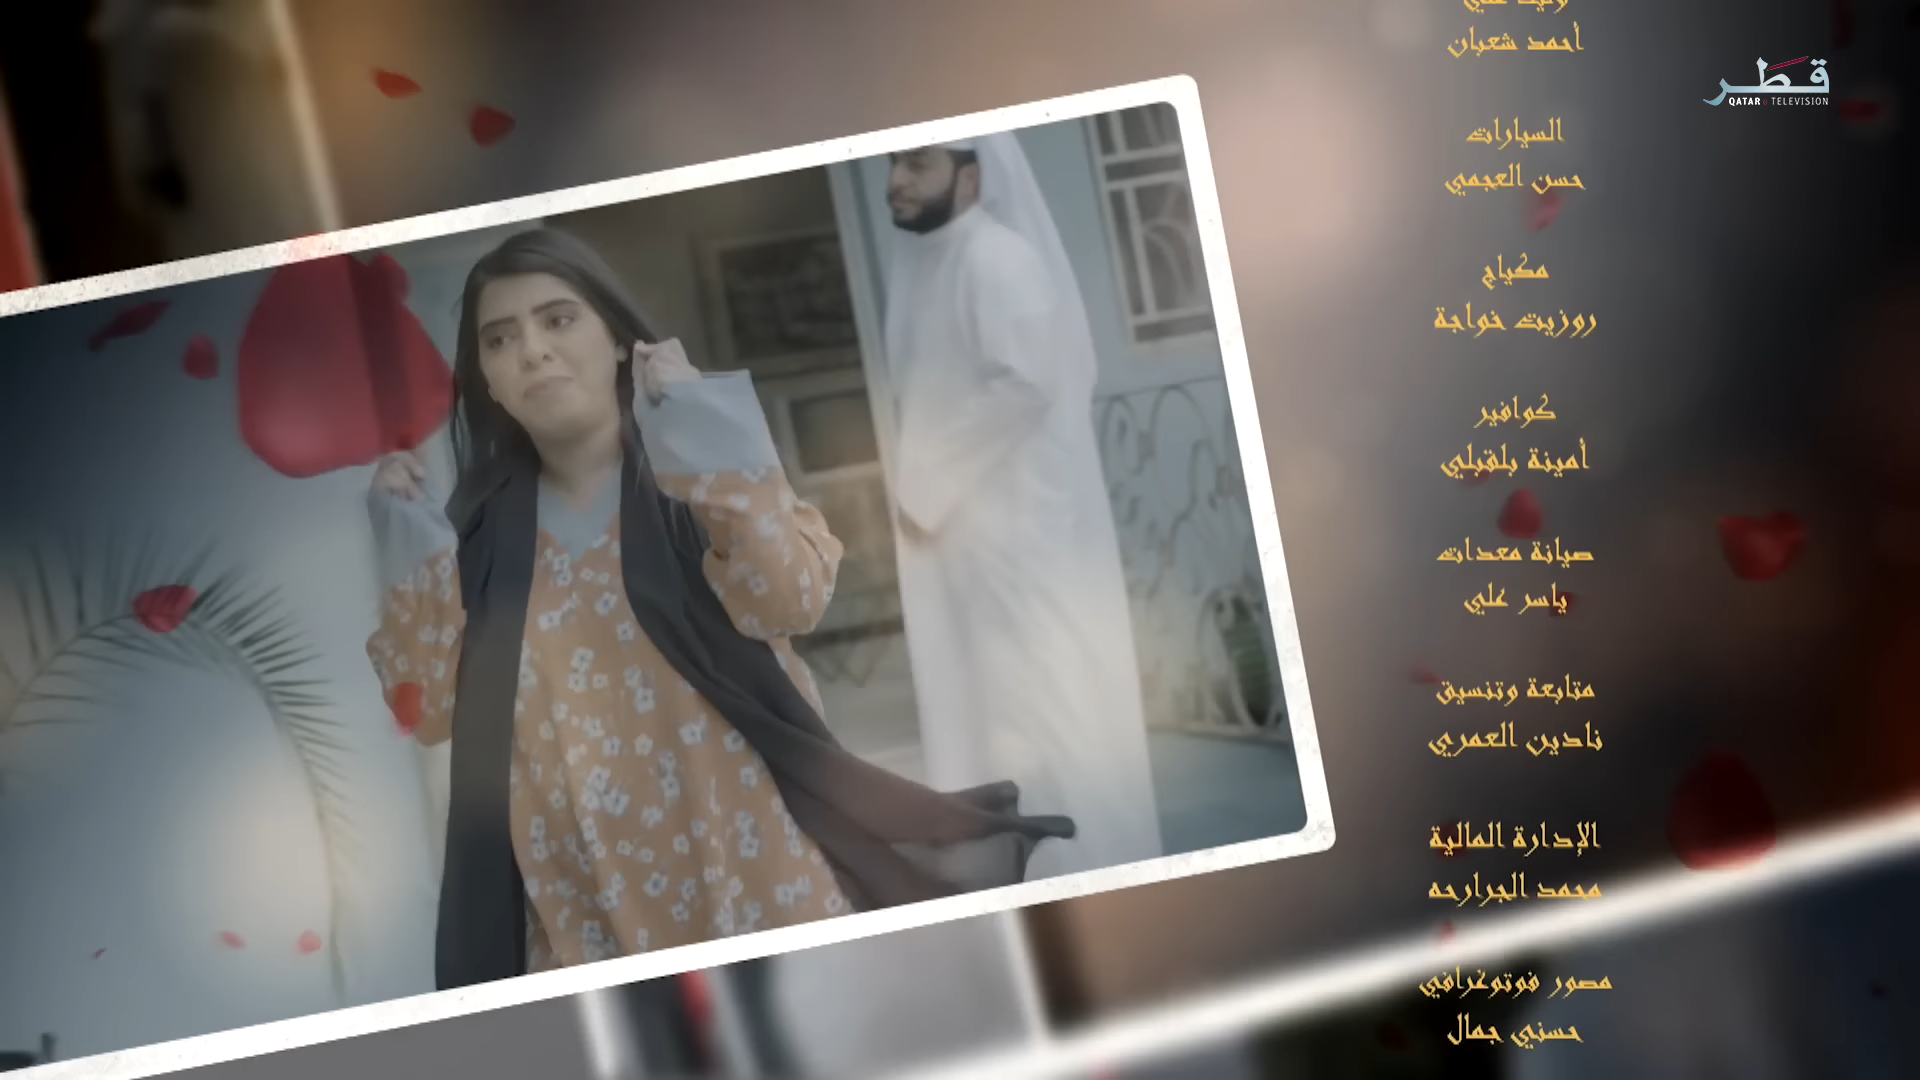 أحمد شعبان
قطر
QATAR TELEVISION
السيارات
حسن العجمي
مكياج
روزيت خواجة
كوافير
أمينة بلقبلي
صيانة معدات
ياسر علي
متابعة وتنسيق
نادين العمري
الإدارة المالية
محمد الجرارحه
مصور فوتوغرافي
حسني جمال